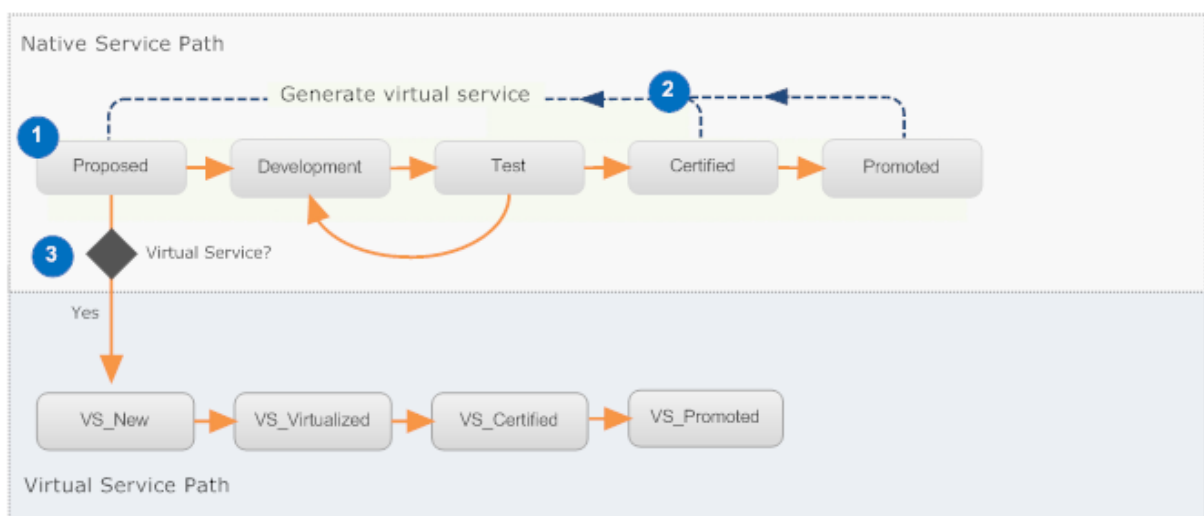 Native Service Path
Generate virtual service
2
1
Proposed
Development
Test
Certified
Promoted
3
Virtual Service?
Yes
VS_New
VS_Virtualized
VS_Certified
VS_Promoted
Virtual Service Path